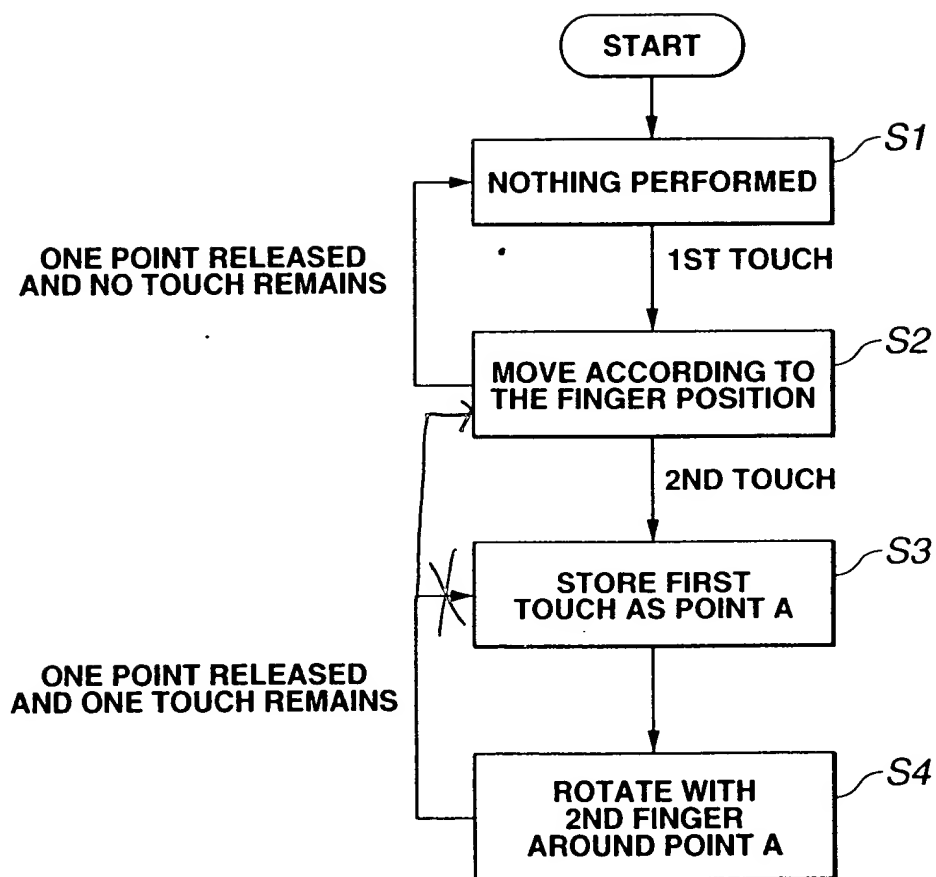 START
S1
NOTHING PERFORMED
ONE POINT RELEASED
AND NO TOUCH REMAINS
1ST TOUCH
S2
MOVE ACCORDING TO
THE FINGER POSITION
2ND TOUCH
S3
STORE FIRST
TOUCH AS POINT A
ONE POINT RELEASED
AND ONE TOUCH REMAINS
S4
ROTATE WITH
2ND FINGER
AROUND POINT A